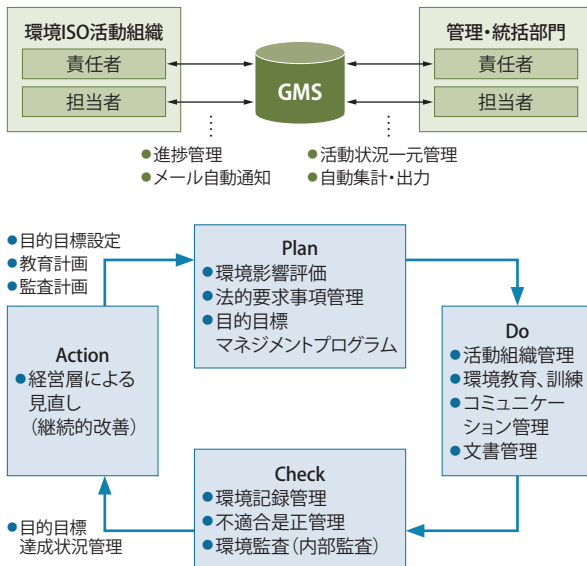 環境ISO活動組織
責任者
担当者
GMS
管理・統括部門
責任者
担当者
●進捗管理
●メール自動通知
●活動状況一元管理
●自動集計・出力
●目的目標設定
●教育計画
●監査計画
Plan
●環境影響評価
●法的要求事項管理
●目的目標
マネジメントプログラム
Do
●活動組織管理
●環境教育、訓練
●コミュニケー
ション管理
●文書管理
Action
●経営層による
見直し
（継続的改善）
Check
●環境記録管理
●不適合是正管理
●環境監査（内部監査）
●目的目標
達成状況管理